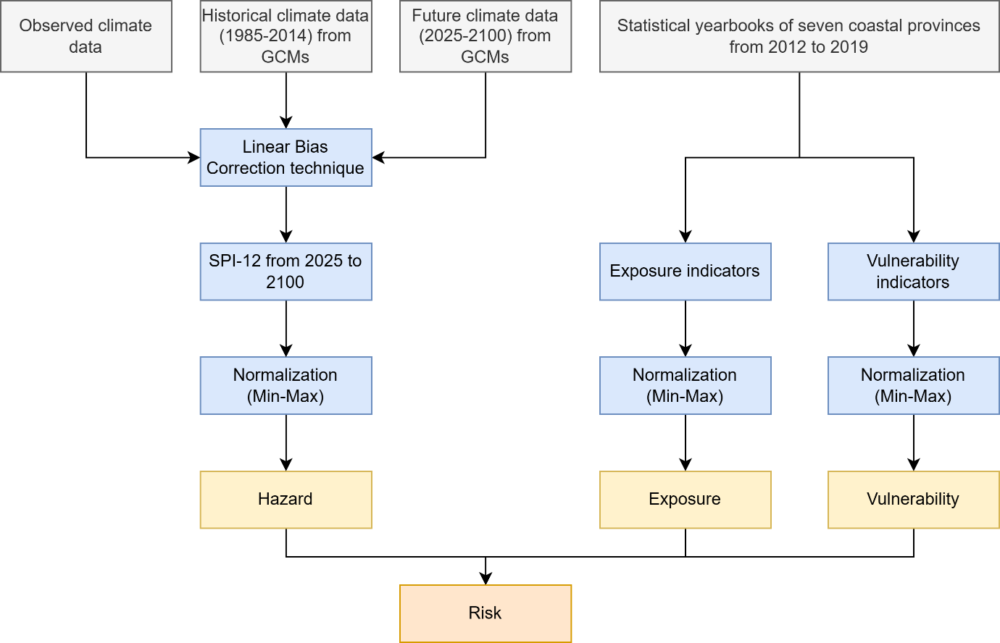 Observed climate
data
Historical climate data
(1985-2014) from
GCMs
Future climate data
(2025-2100) from
GCMs
Statistical yearbooks of seven coastal provinces
from 2012 to 2019
Linear Bias
Correction technique
SPI-12 from 2025 to
2100
Exposure indicators
Vulnerability
indicators
Normalization
(Min-Max)
Normalization
(Min-Max)
Normalization
(Min-Max)
Hazard
Exposure
Vulnerability
Risk